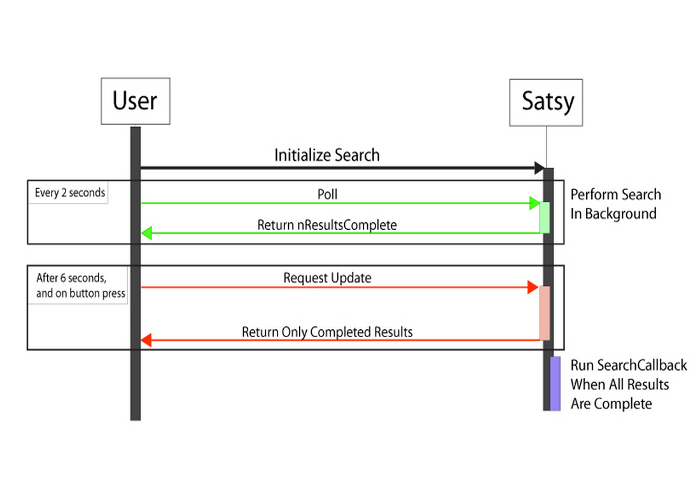 User
Satsy
Initialize Search
Every 2 seconds
Poll
Return nResultsComplete
Perform Search
In Background
After 6 seconds,
and on button press
Request Update
Return Only Completed Results
Run SearchCallback
When All Results
Are Complete